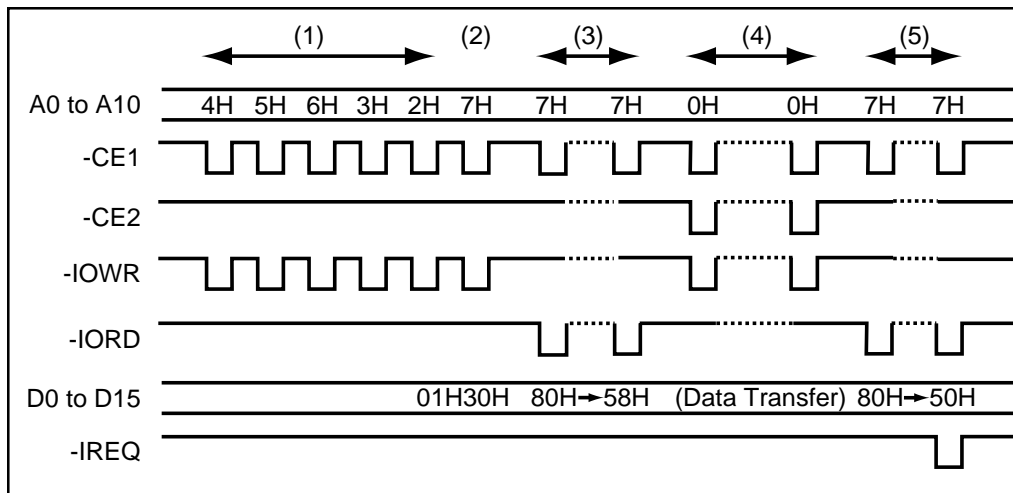 (1) (2) (3) (4) (5)
A0 to A10 4H 5H 6H 3H 2H 7H 7H 7H 0H 0H 7H 7H
-CE1
-CE2
-IOWR
-IORD
D0 to D15 01H30H 80H→58H (Data Transfer) 80H→50H
-IREQ